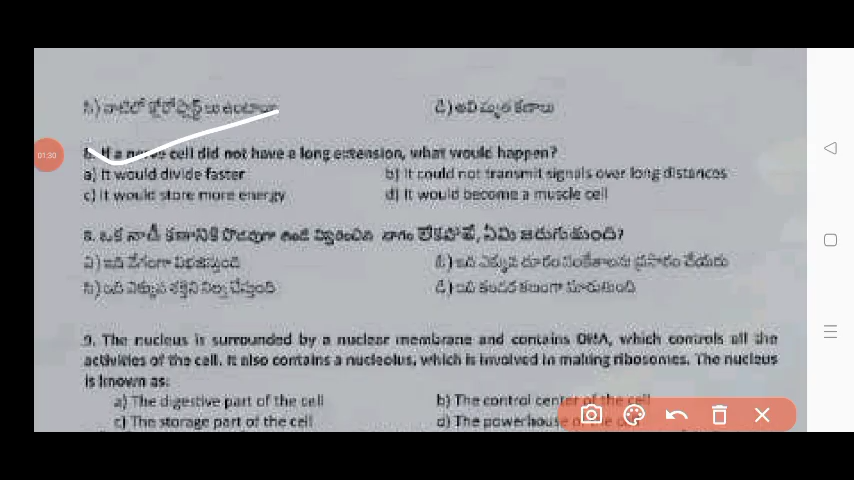 సి) వాటిలో క్లోరోప్లాస్ట్ లు ఉంటాయి డి) అవి మృత కణాలు
01:30
8. If a nerve cell did not have a long extension, what would happen?
a) It would divide faster b) It could not transmit signals over long distances
c) It would store more energy d) It would become a muscle cell
8. ఒక నాడీ కణానికి పొడవుగా ఉండే విస్తరించిన భాగం లేకపోతే, ఏమి జరుగుతుంది?
ఎ) ఇది వేగంగా విభజిస్తుంది బి) ఇది ఎక్కువ దూరం సంకేతాలను ప్రసారం చేయదు
సి) ఇది ఎక్కువ శక్తిని నిల్వ చేస్తుంది డి) ఇది కండర కణంగా మారుతుంది
9. The nucleus is surrounded by a nuclear membrane and contains DNA, which controls all the
activities of the cell. It also contains a nucleolus, which is involved in making ribosomes. The nucleus
is known as:
a) The digestive part of the cell b) The control center of the cell
c) The storage part of the cell d) The powerhouse of the cell